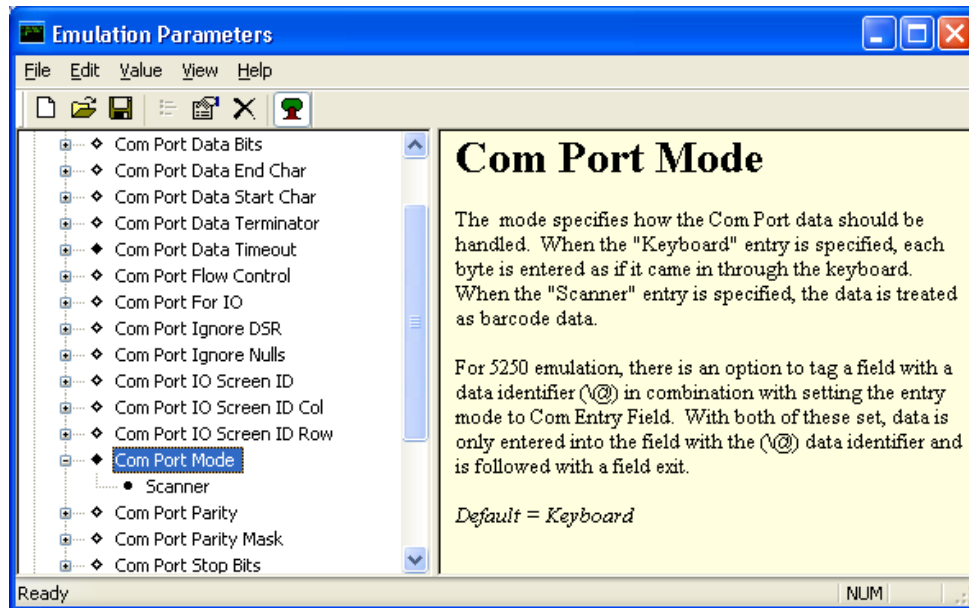 Emulation Parameters
File Edit Value View Help
Com Port Data Bits
Com Port Data End Char
Com Port Data Start Char
Com Port Data Terminator
Com Port Data Timeout
Com Port Flow Control
Com Port For IO
Com Port Ignore DSR
Com Port Ignore Nulls
Com Port IO Screen ID
Com Port IO Screen ID Col
Com Port IO Screen ID Row
Com Port Mode
Scanner
Com Port Parity
Com Port Parity Mask
Com Port Stop Bits
Com Port Mode
The mode specifies how the Com Port data should be
handled. When the "Keyboard" entry is specified, each
byte is entered as if it came in through the keyboard.
When the "Scanner" entry is specified, the data is treated
as barcode data.
For 5250 emulation, there is an option to tag a field with a
data identifier (\@) in combination with setting the entry
mode to Com Entry Field. With both of these set, data is
only entered into the field with the (\@) data identifier and
is followed with a field exit.
Default = Keyboard
Ready NUM